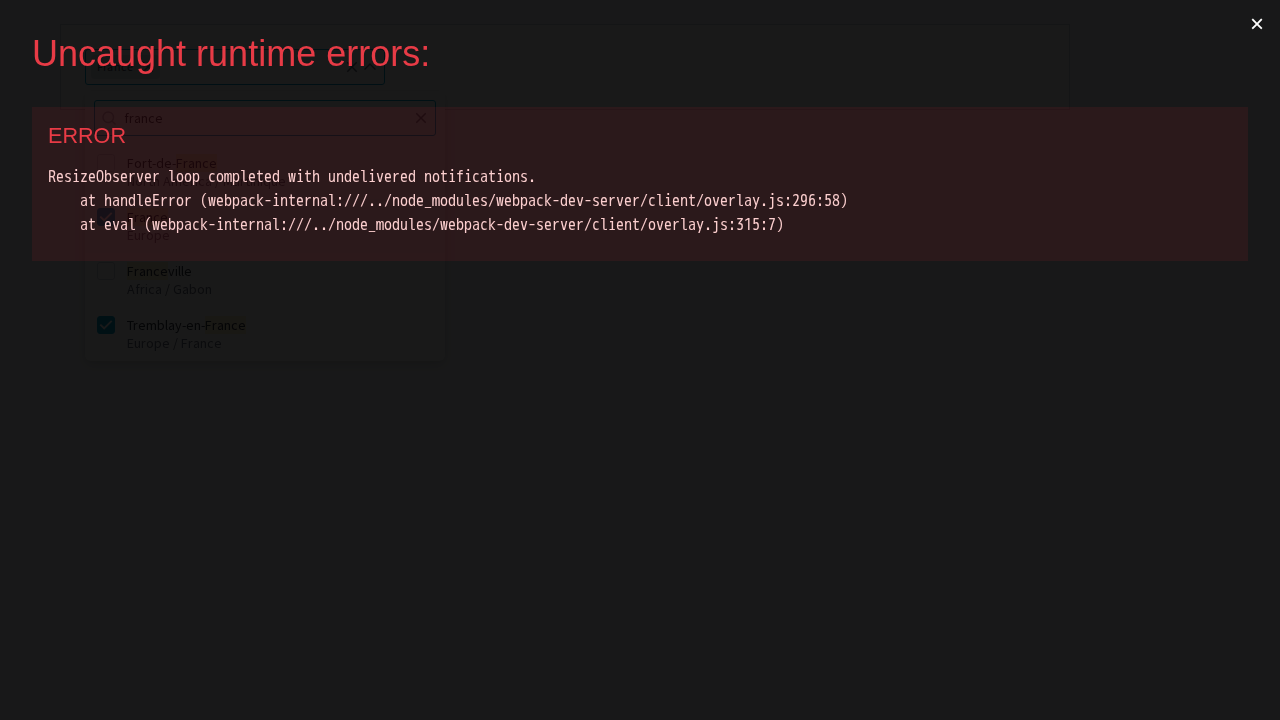 Uncaught runtime errors:
france
ERROR
Fort-de-France
ResizeObserver loop completed with undelivered notifications.
at handleError (webpack-internal:///../node_modules/webpack-dev-server/client/overlay.js:296:58)
at eval (webpack-internal:///../node_modules/webpack-dev-server/client/overlay.js:315:7)
Europe
Franceville
Africa / Gabon
Tremblay-en-France
Europe / France